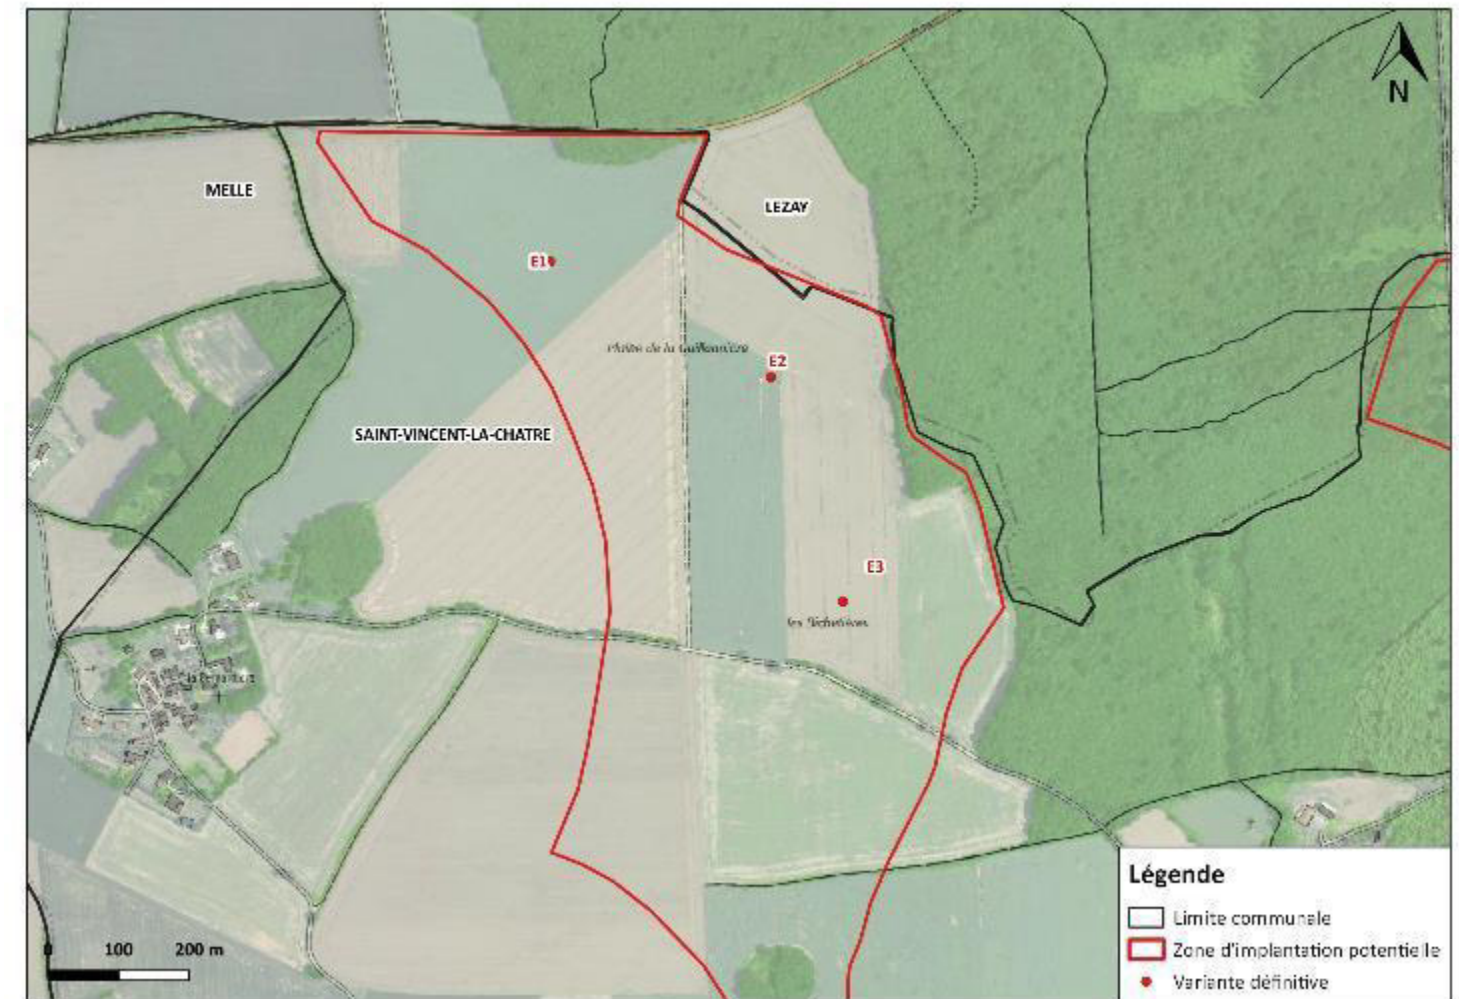 N
MELLE
LEZAY
E1
E2
SAINT-VINCENT-LA-CHATRE
E3
Légende
Limite communale
Zone d'implantation potentielle
Variante définitive
0 100 200 m